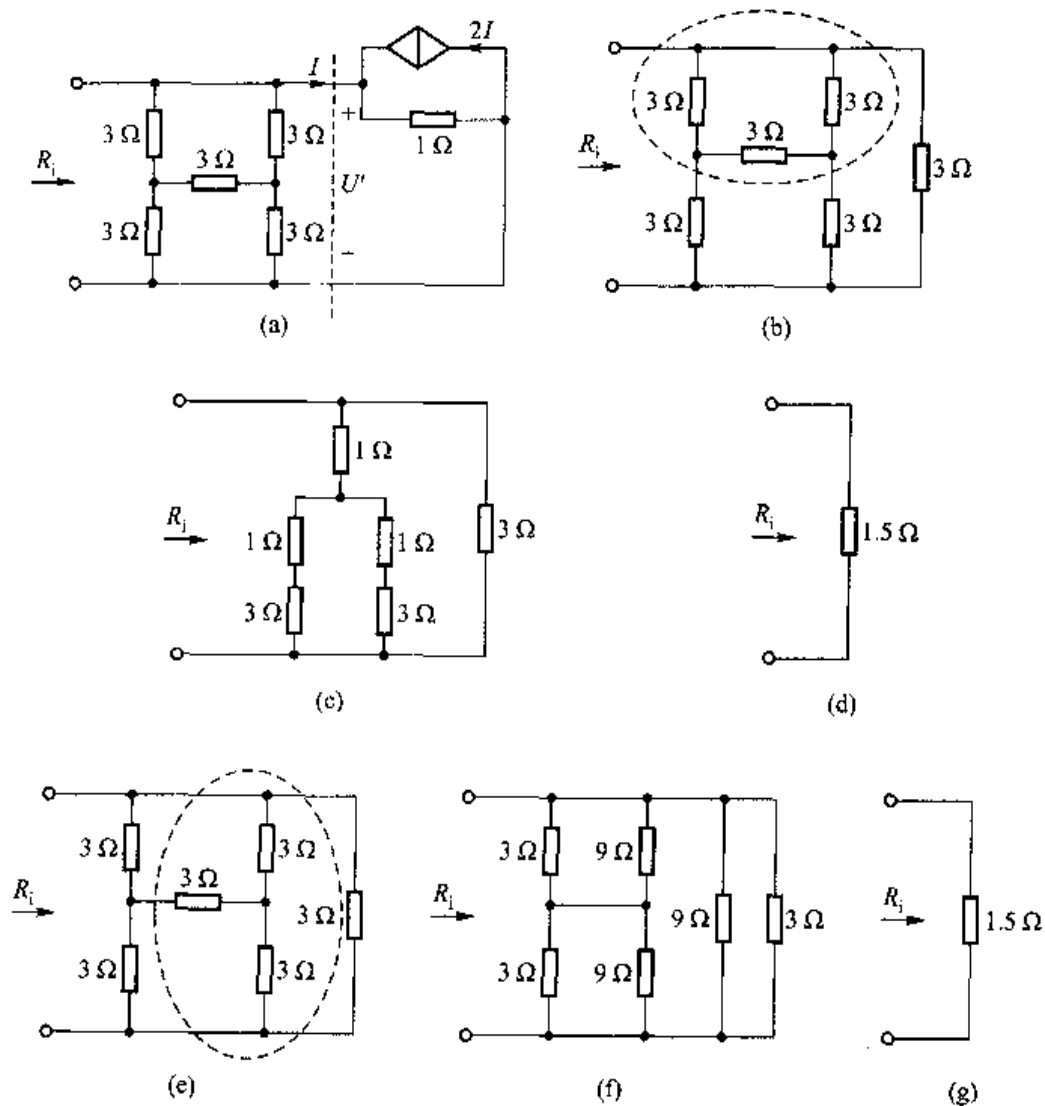 2I
I
3 Ω 3 Ω
+
1 Ω
3 Ω
R_i
U'
3 Ω 3 Ω
−
(a)
3 Ω 3 Ω
3 Ω
R_i
3 Ω
3 Ω 3 Ω
(b)
1 Ω
R_i
1 Ω 1 Ω
3 Ω
3 Ω 3 Ω
(c)
R_i
1.5 Ω
(d)
3 Ω 3 Ω
3 Ω
R_i
3 Ω
3 Ω 3 Ω
(e)
3 Ω 9 Ω
R_i
9 Ω 3 Ω
3 Ω 9 Ω
(f)
R_i
1.5 Ω
(g)